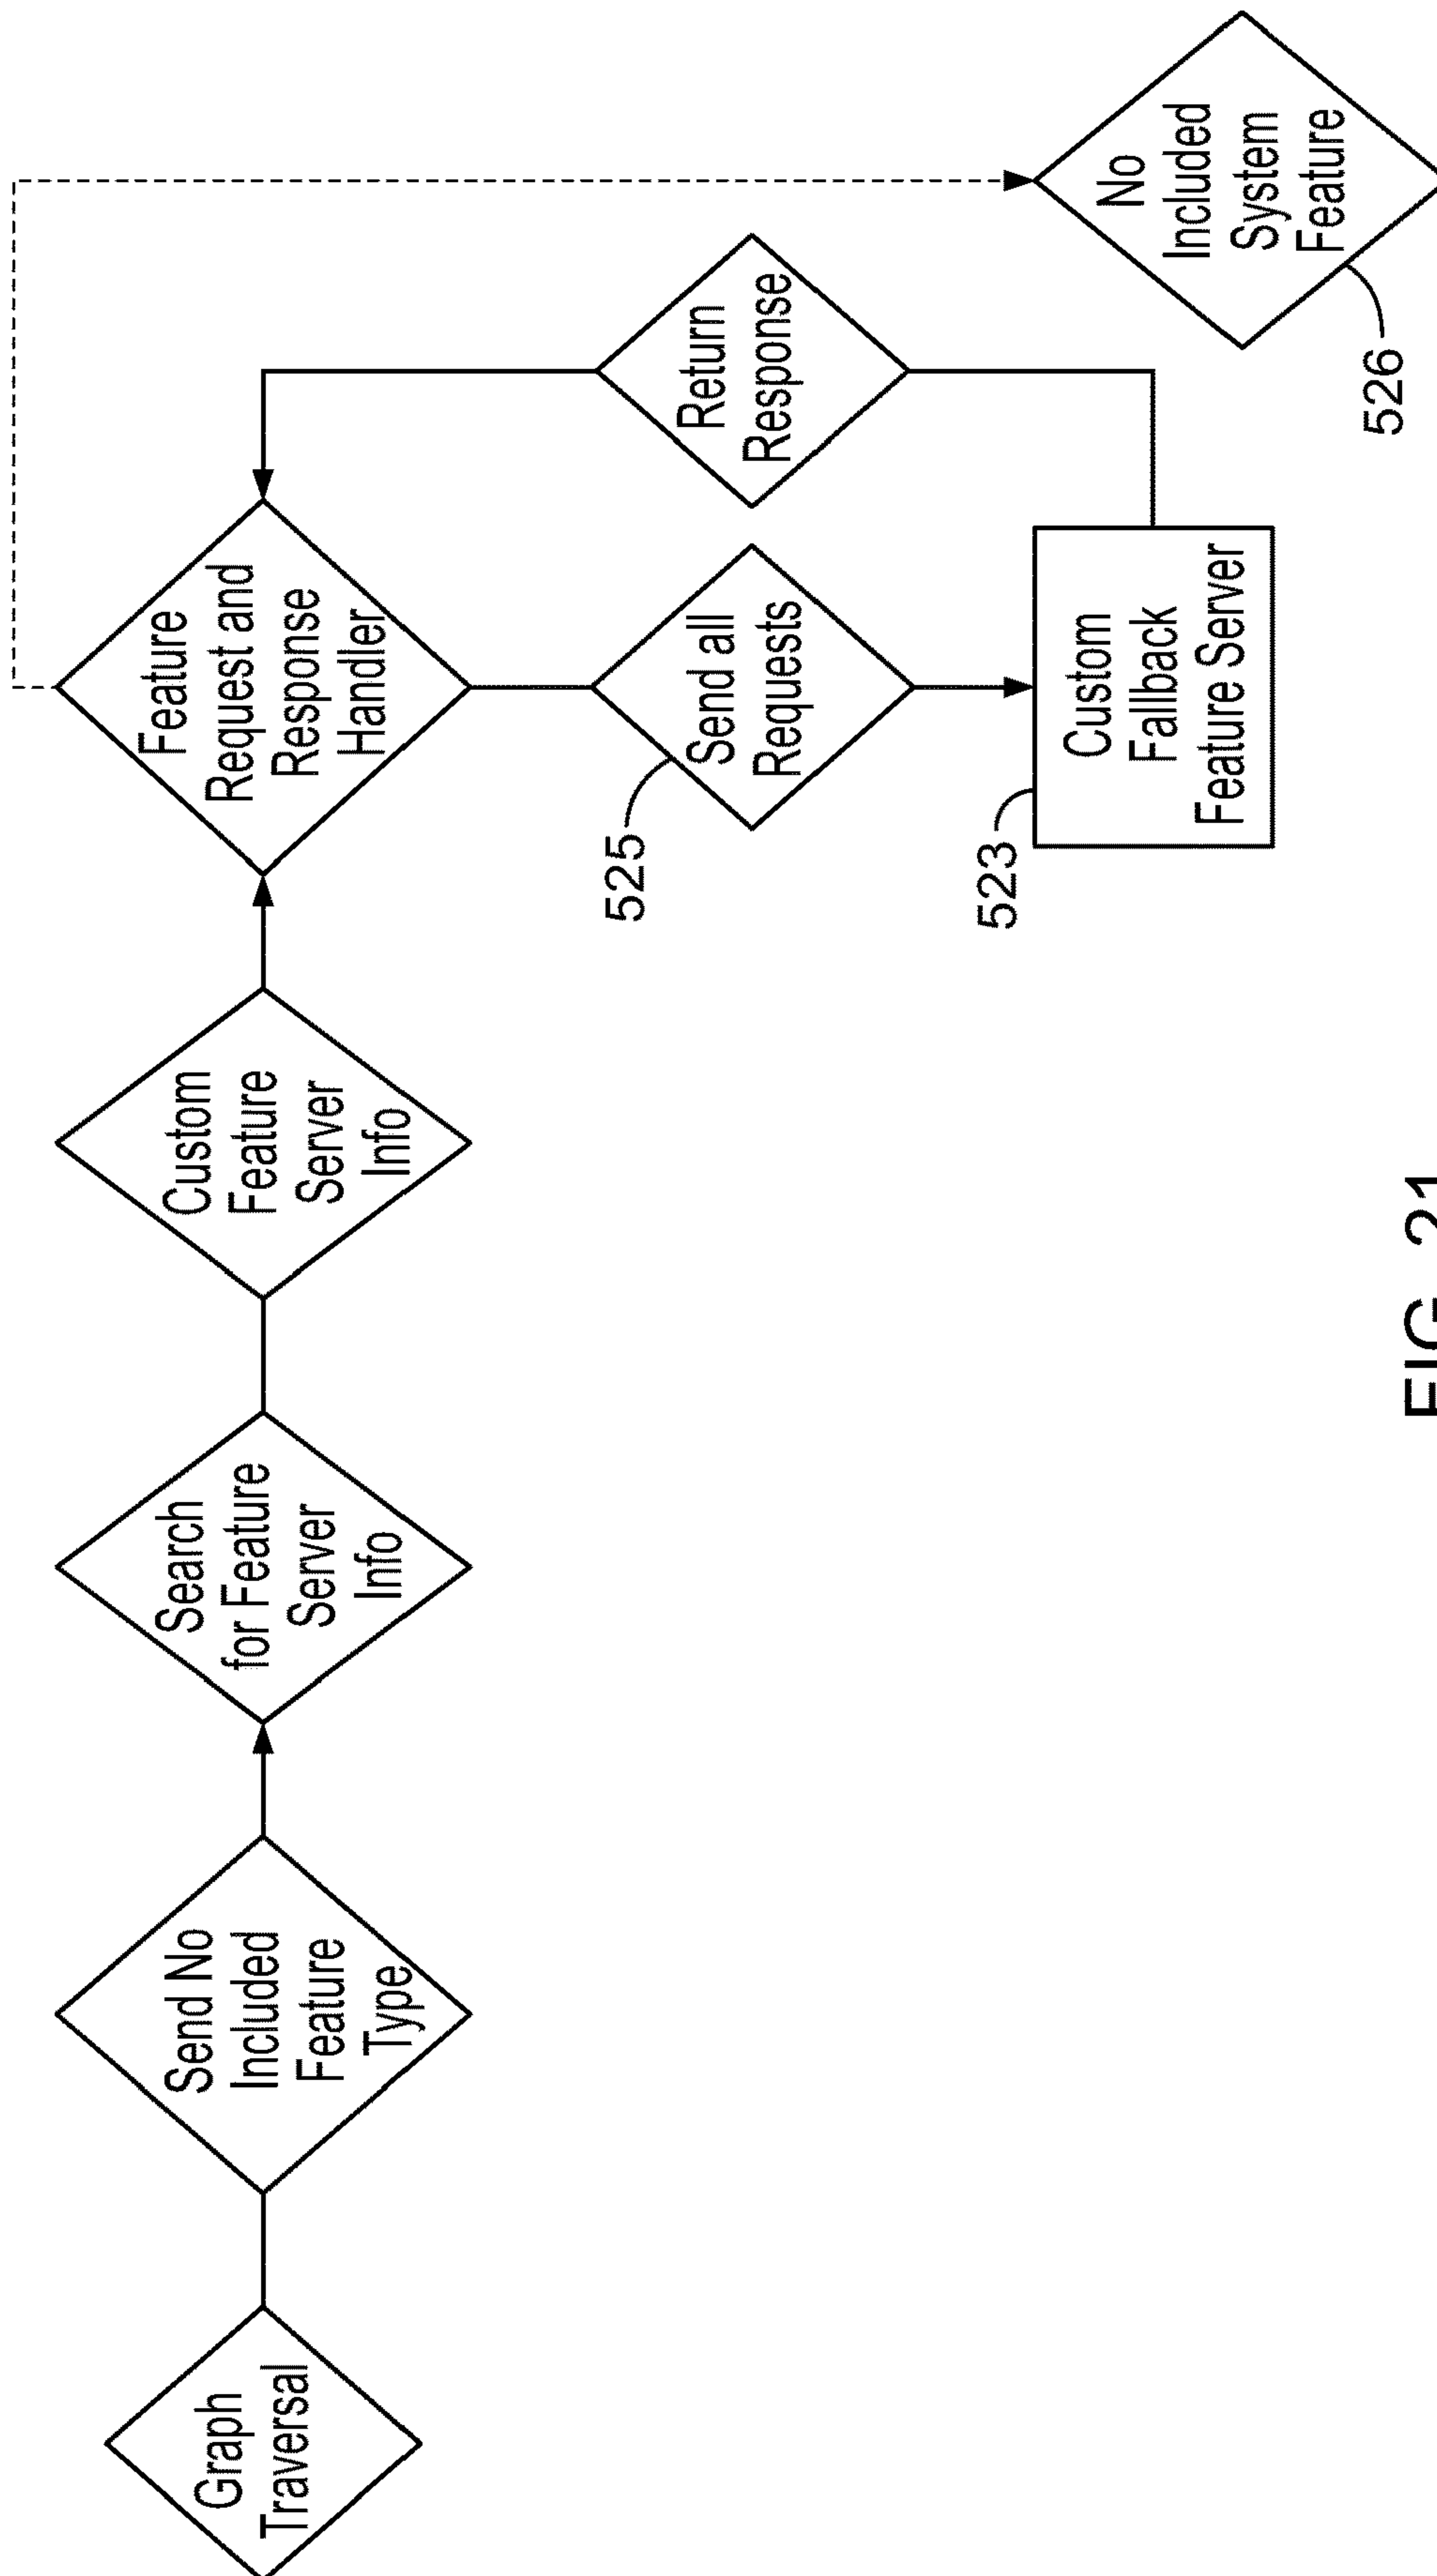 Graph
Traversal
Send No
Included
Feature
Type
Search
for Feature
Server
Info
Custom
Feature
Server
Info
Feature
Request and
Response
Handler
525
Send all
Requests
Return
Response
523
Custom
Fallback
Feature Server
No
Included
System
Feature
526
FIG. 21